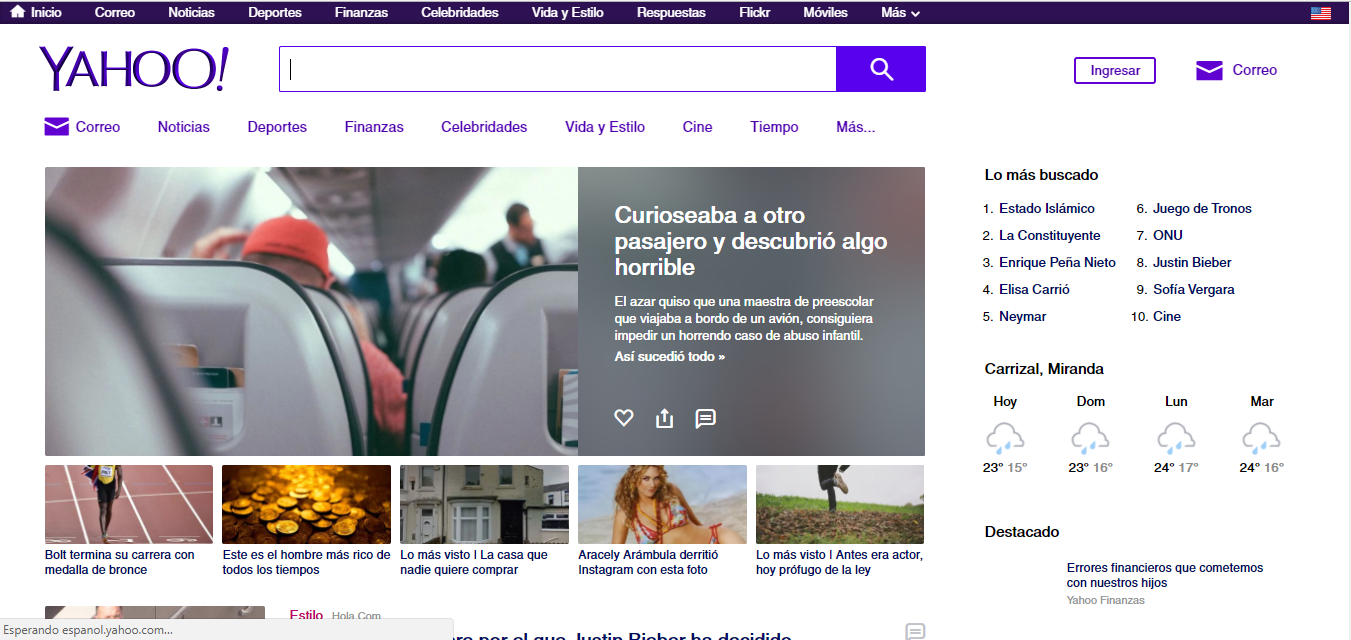 Inicio Correo Noticias Deportes Finanzas Celebridades Vida y Estilo Respuestas Flickr Móviles Más
YAHOO!
Ingresar Correo
Correo Noticias Deportes Finanzas Celebridades Vida y Estilo Cine Tiempo Más...
Curioseaba a otro
pasajero y descubrió algo
horrible
El azar quiso que una maestra de preescolar
que viajaba a bordo de un avión, consiguiera
impedir un horrendo caso de abuso infantil.
Así sucedió todo »
Bolt termina su carrera con
medalla de bronce
Este es el hombre más rico de
todos los tiempos
Lo más visto | La casa que
nadie quiere comprar
Aracely Arámbula derritió
Instagram con esta foto
Lo más visto | Antes era actor,
hoy prófugo de la ley
Estilo Hola.Com
por el que Justin Bieber ha decidido
Lo más buscado
1. Estado Islámico
2. La Constituyente
3. Enrique Peña Nieto
4. Elisa Carrió
5. Neymar
6. Juego de Tronos
7. ONU
8. Justin Bieber
9. Sofía Vergara
10. Cine
Carrizal, Miranda
Hoy Dom Lun Mar
23° 15° 23° 16° 24° 17° 24° 16°
Destacado
Errores financieros que cometemos
con nuestros hijos
Yahoo Finanzas
Esperando espanol.yahoo.com...